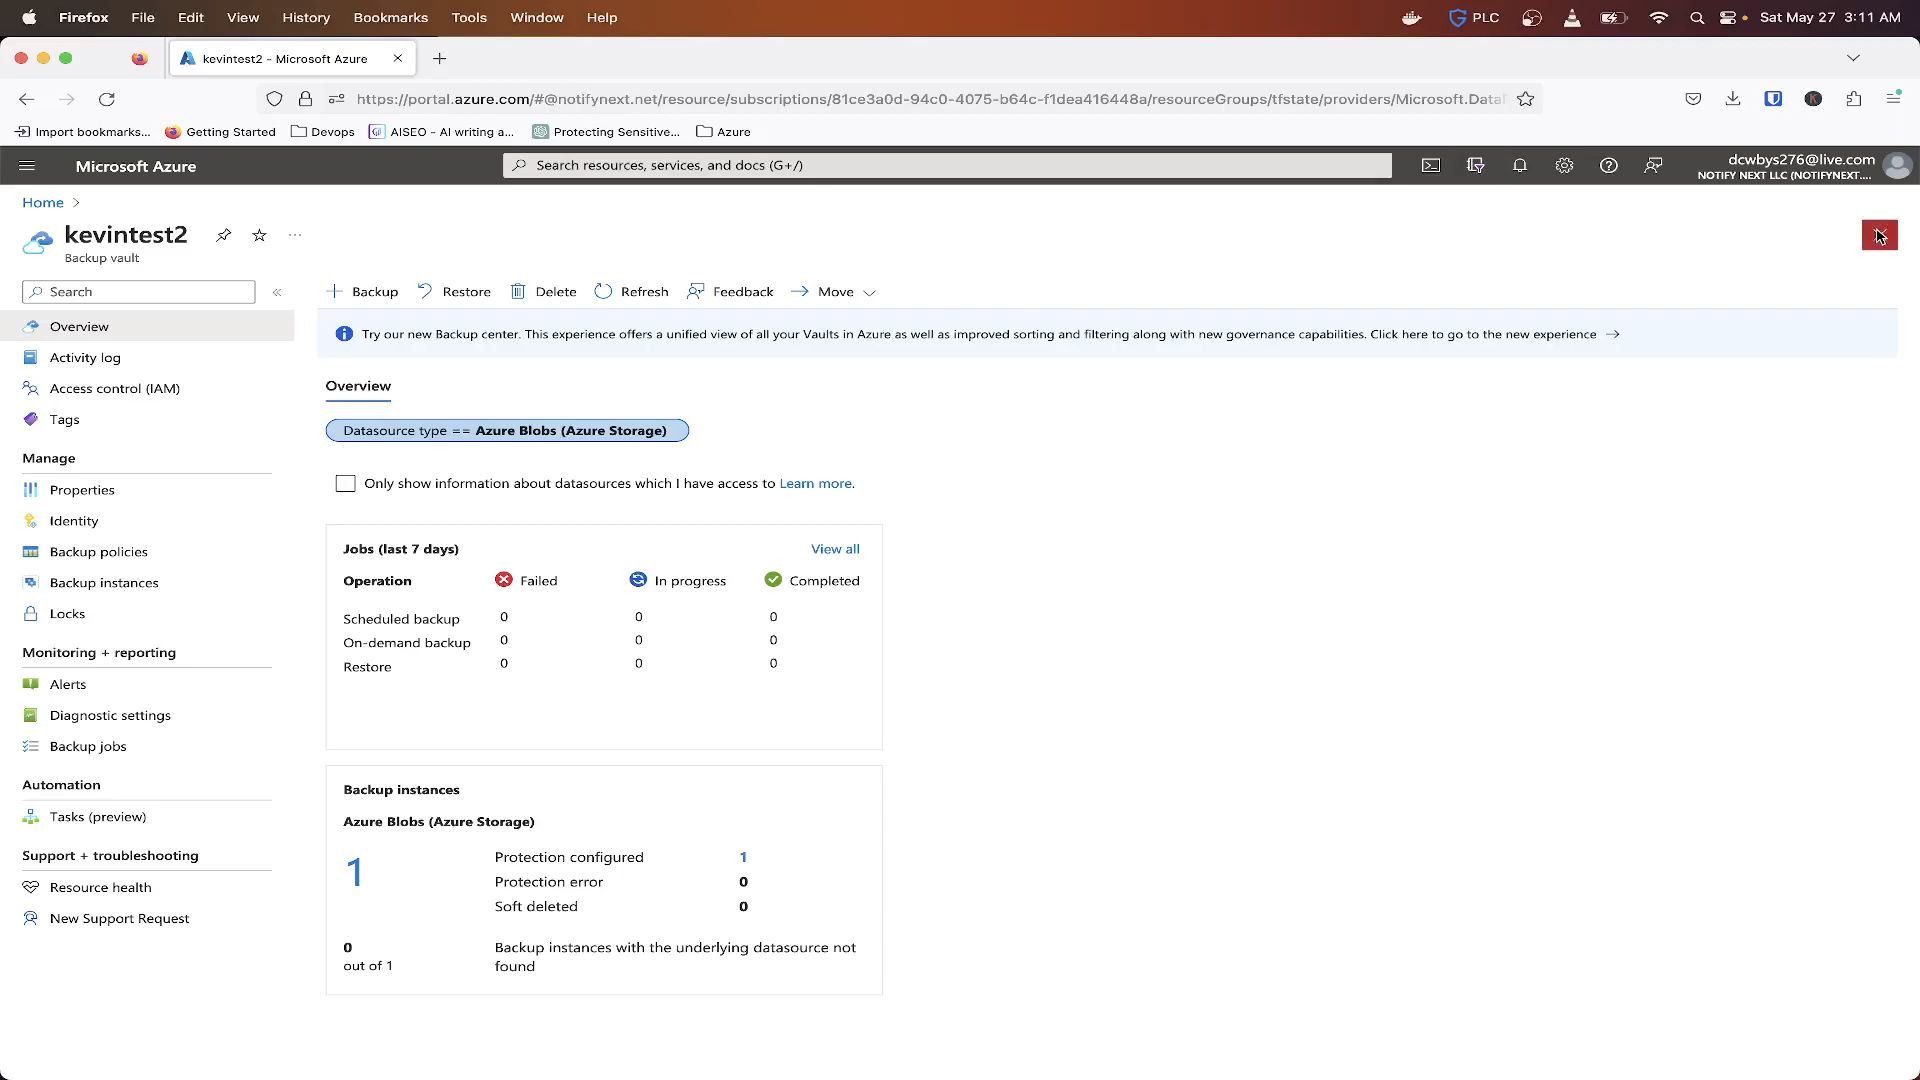 Firefox File Edit View History Bookmarks Tools Window Help PLC Sat May 27 3:11 AM
kevintest2 - Microsoft Azure
https://portal.azure.com/#@notifynext.net/resource/subscriptions/81ce3a0d-94c0-4075-b64c-f1dea416448a/resourceGroups/tfstate/providers/Microsoft.Data
Import bookmarks... Getting Started Devops AISEO - AI writing a... Protecting Sensitive... Azure
Microsoft Azure Search resources, services, and docs (G+/) dcwbys276@live.com
NOTIFY NEXT LLC (NOTIFYNEXT....
Home >
kevintest2 ...
Backup vault
Search «
Backup Restore Delete Refresh Feedback Move
Overview
Activity log
Access control (IAM)
Tags
Manage
Properties
Identity
Backup policies
Backup instances
Locks
Monitoring + reporting
Alerts
Diagnostic settings
Backup jobs
Automation
Tasks (preview)
Support + troubleshooting
Resource health
New Support Request
Try our new Backup center. This experience offers a unified view of all your Vaults in Azure as well as improved sorting and filtering along with new governance capabilities. Click here to go to the new experience →
Overview
Datasource type == Azure Blobs (Azure Storage)
Only show information about datasources which I have access to Learn more.
Jobs (last 7 days) View all
Operation Failed In progress Completed
Scheduled backup 0 0 0
On-demand backup 0 0 0
Restore 0 0 0
Backup instances
Azure Blobs (Azure Storage)
1
Protection configured 1
Protection error 0
Soft deleted 0
0
out of 1
Backup instances with the underlying datasource not
found